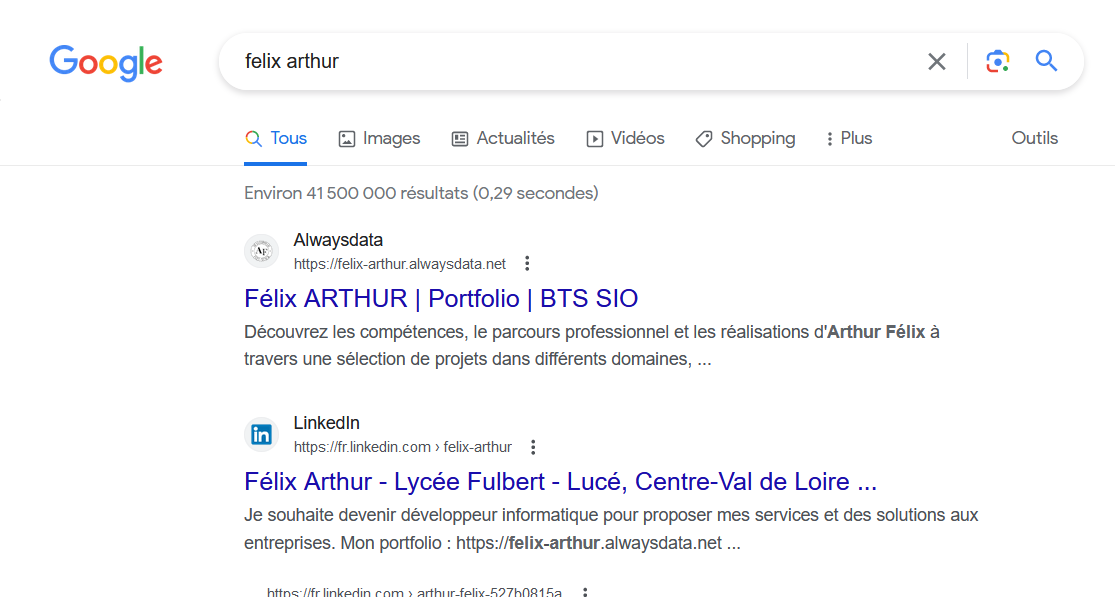 Google
felix arthur
Tous Images Actualités Vidéos Shopping Plus Outils
Environ 41 500 000 résultats (0,29 secondes)
AF
Alwaysdata
https://felix-arthur.alwaysdata.net
Félix ARTHUR | Portfolio | BTS SIO
Découvrez les compétences, le parcours professionnel et les réalisations d'Arthur Félix à
travers une sélection de projets dans différents domaines, ...
in
LinkedIn
https://fr.linkedin.com › felix-arthur
Félix Arthur - Lycée Fulbert - Lucé, Centre-Val de Loire ...
Je souhaite devenir développeur informatique pour proposer mes services et des solutions aux
entreprises. Mon portfolio : https://felix-arthur.alwaysdata.net ...
https://fr.linkedin.com › arthur-felix-527b0815a